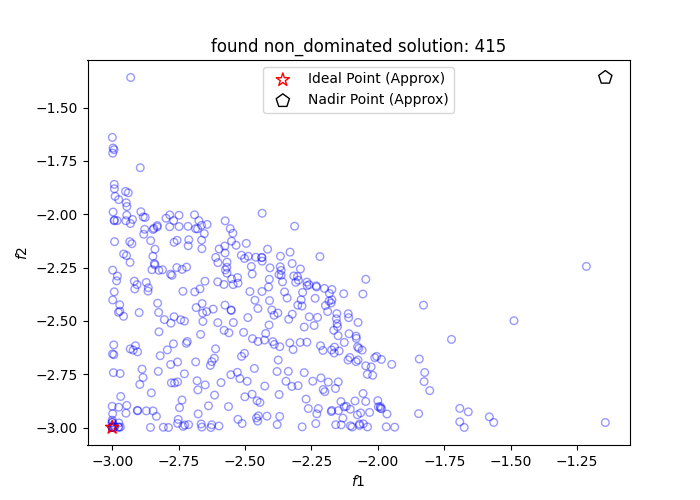 found non_dominated solution: 415
Ideal Point (Approx)
Nadir Point (Approx)
f2
−1.50
−1.75
−2.00
−2.25
−2.50
−2.75
−3.00
−3.00 −2.75 −2.50 −2.25 −2.00 −1.75 −1.50 −1.25
f1